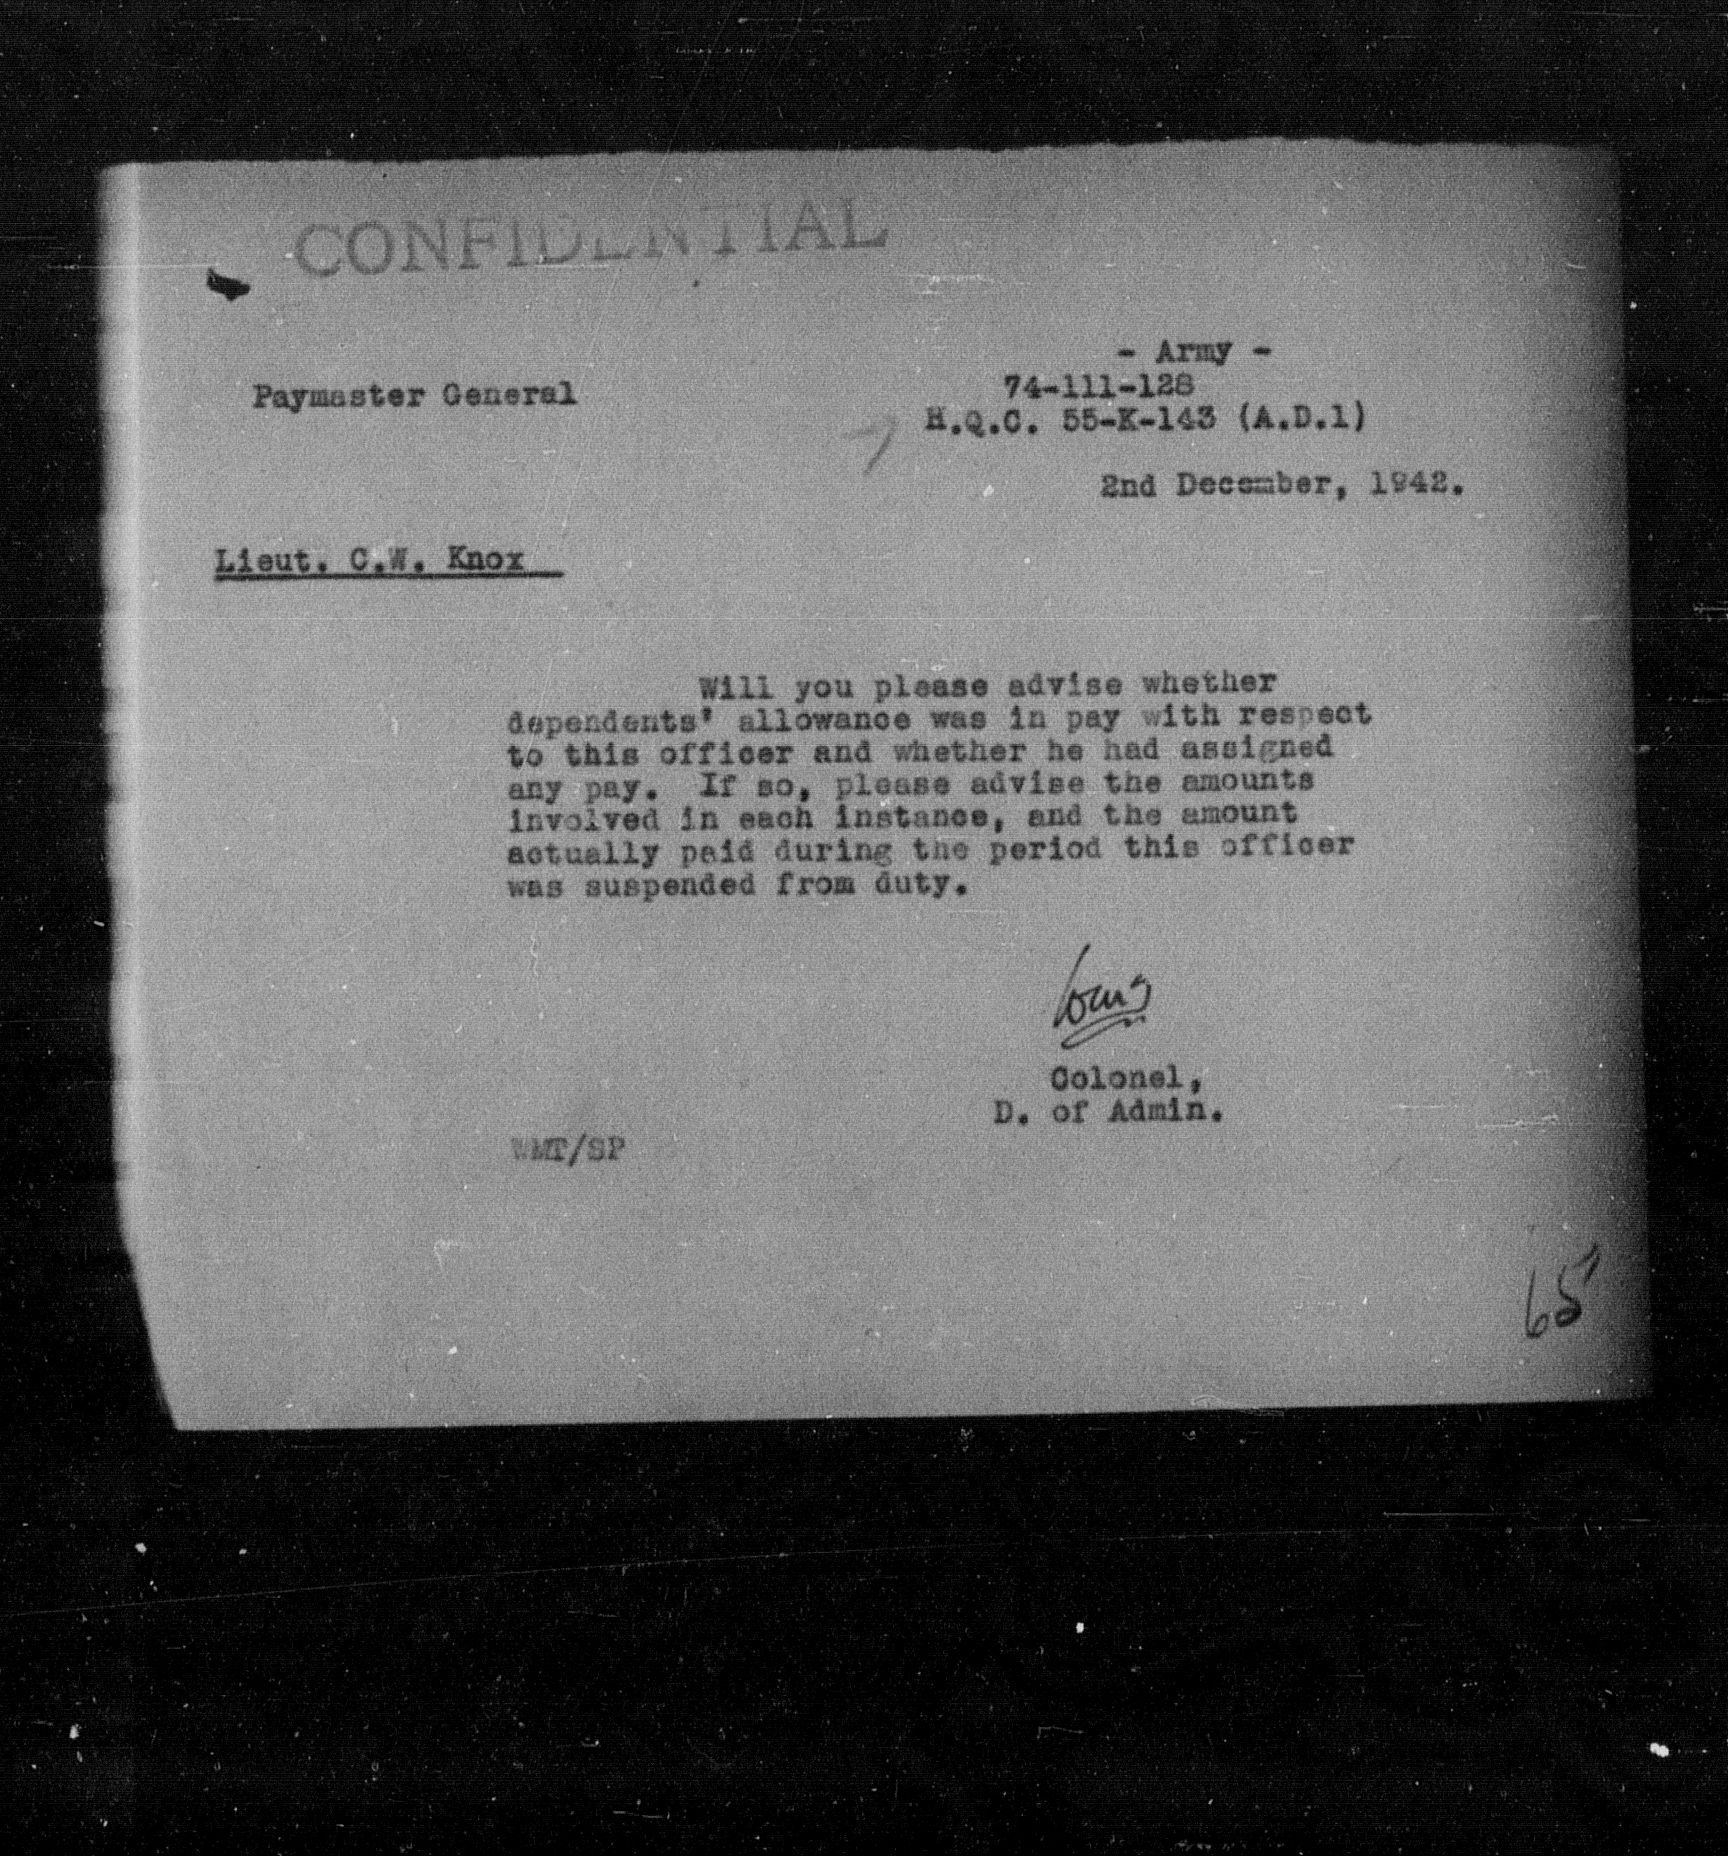 CONFIDENTIAL
- Army -
74-111-128
Paymaster General
H.Q.C. 55-K-143 (A.D.1)
2nd December, 1942.
Lieut. C.W. Knox
Will you please advise whether
dependents' allowance was in pay with respect
to this officer and whether he had assigned
any pay. If so, please advise the amounts
involved in each instance, and the amount
actually paid during the period this officer
was suspended from duty.
Colonel,
D. of Admin.
WMT/SP
65